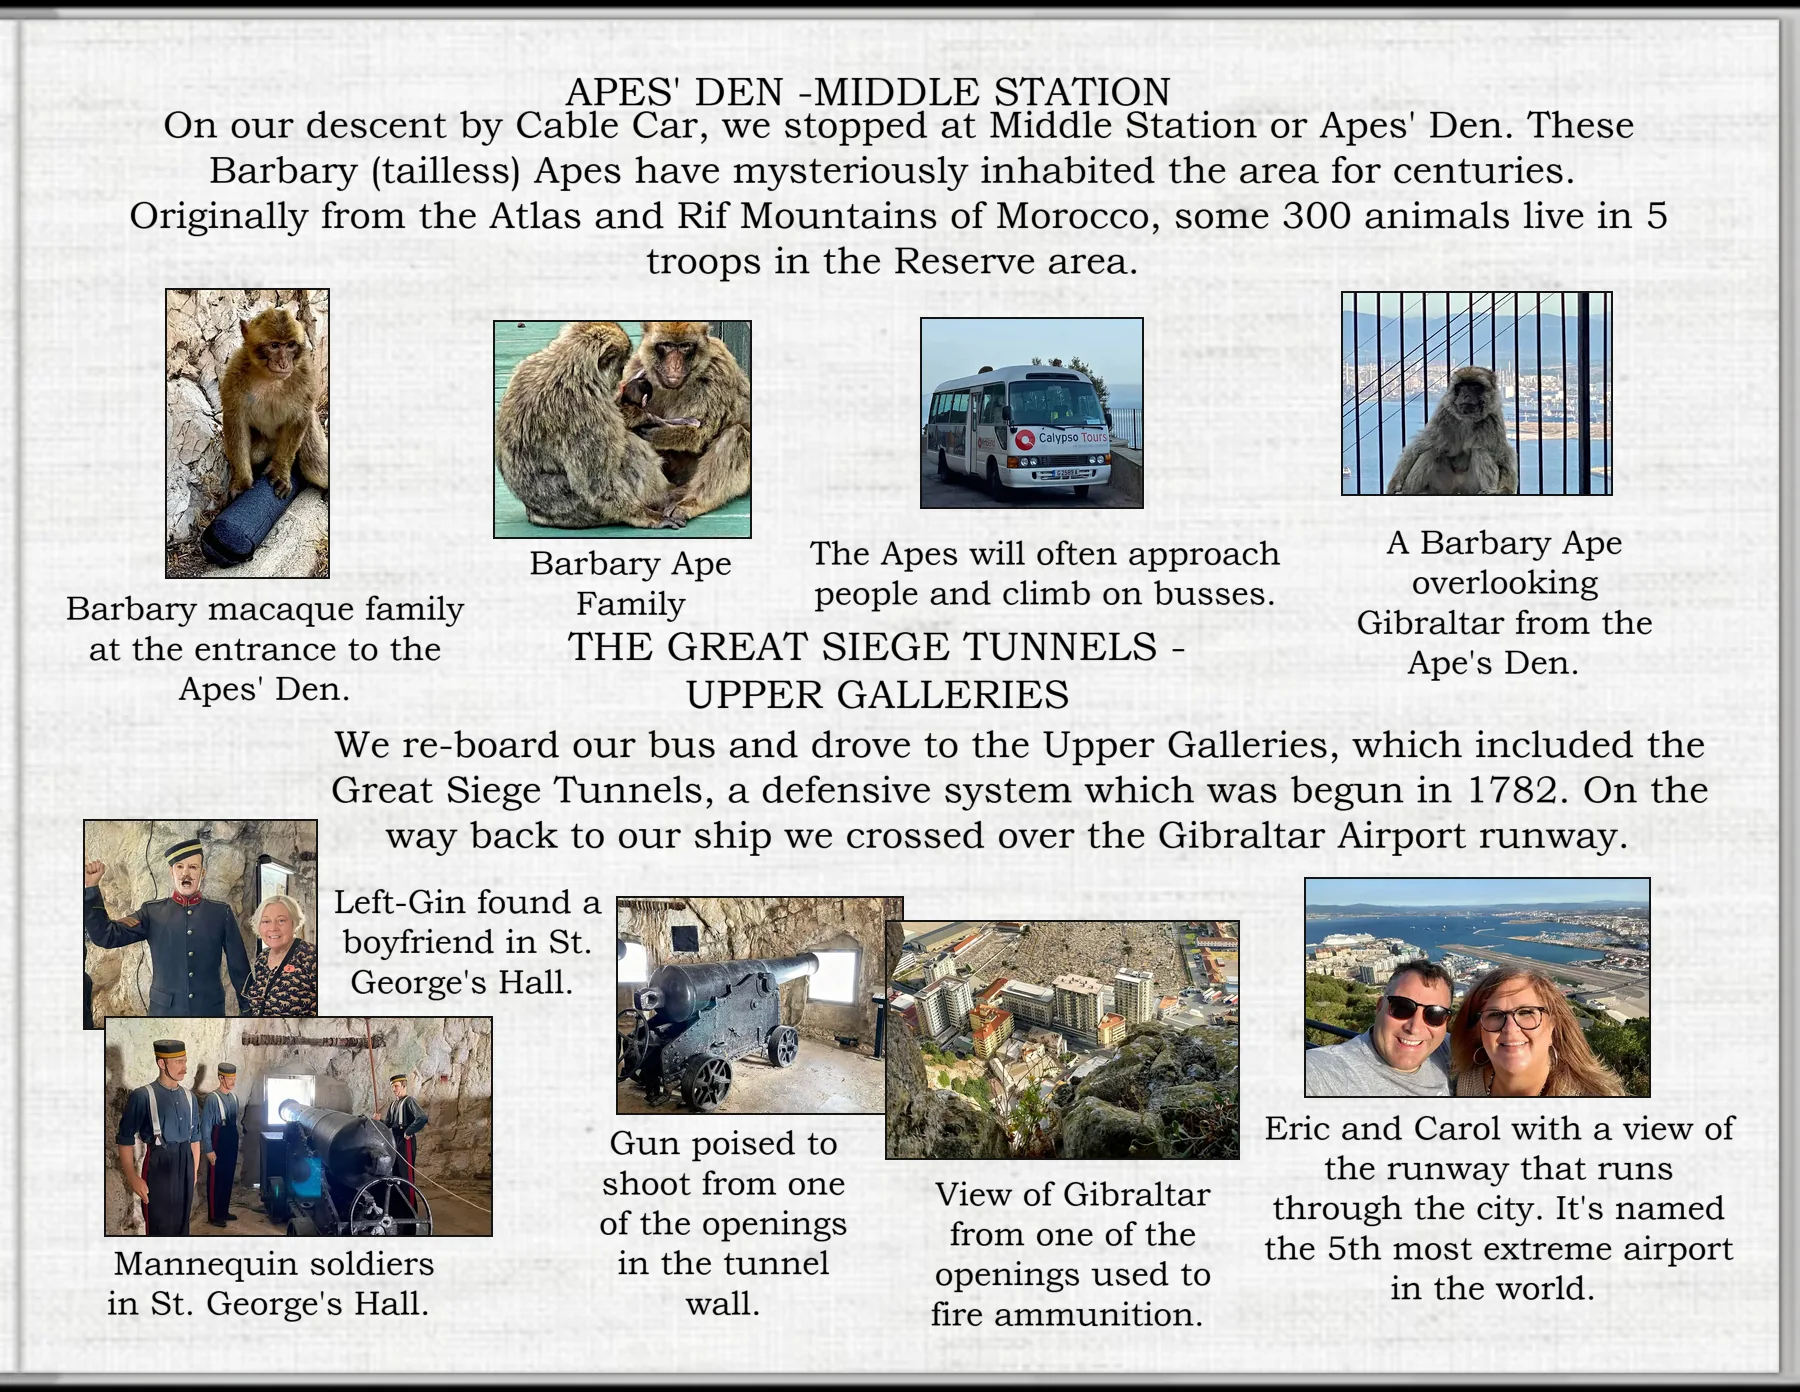 APES' DEN -MIDDLE STATION
On our descent by Cable Car, we stopped at Middle Station or Apes' Den. These
Barbary (tailless) Apes have mysteriously inhabited the area for centuries.
Originally from the Atlas and Rif Mountains of Morocco, some 300 animals live in 5
troops in the Reserve area.
Calypso Tours
Barbary macaque family
at the entrance to the
Apes' Den.
Barbary Ape
Family
The Apes will often approach
people and climb on busses.
A Barbary Ape
overlooking
Gibraltar from the
Ape's Den.
THE GREAT SIEGE TUNNELS -
UPPER GALLERIES
We re-board our bus and drove to the Upper Galleries, which included the
Great Siege Tunnels, a defensive system which was begun in 1782. On the
way back to our ship we crossed over the Gibraltar Airport runway.
Left-Gin found a
boyfriend in St.
George's Hall.
Mannequin soldiers
in St. George's Hall.
Gun poised to
shoot from one
of the openings
in the tunnel
wall.
View of Gibraltar
from one of the
openings used to
fire ammunition.
Eric and Carol with a view of
the runway that runs
through the city. It's named
the 5th most extreme airport
in the world.